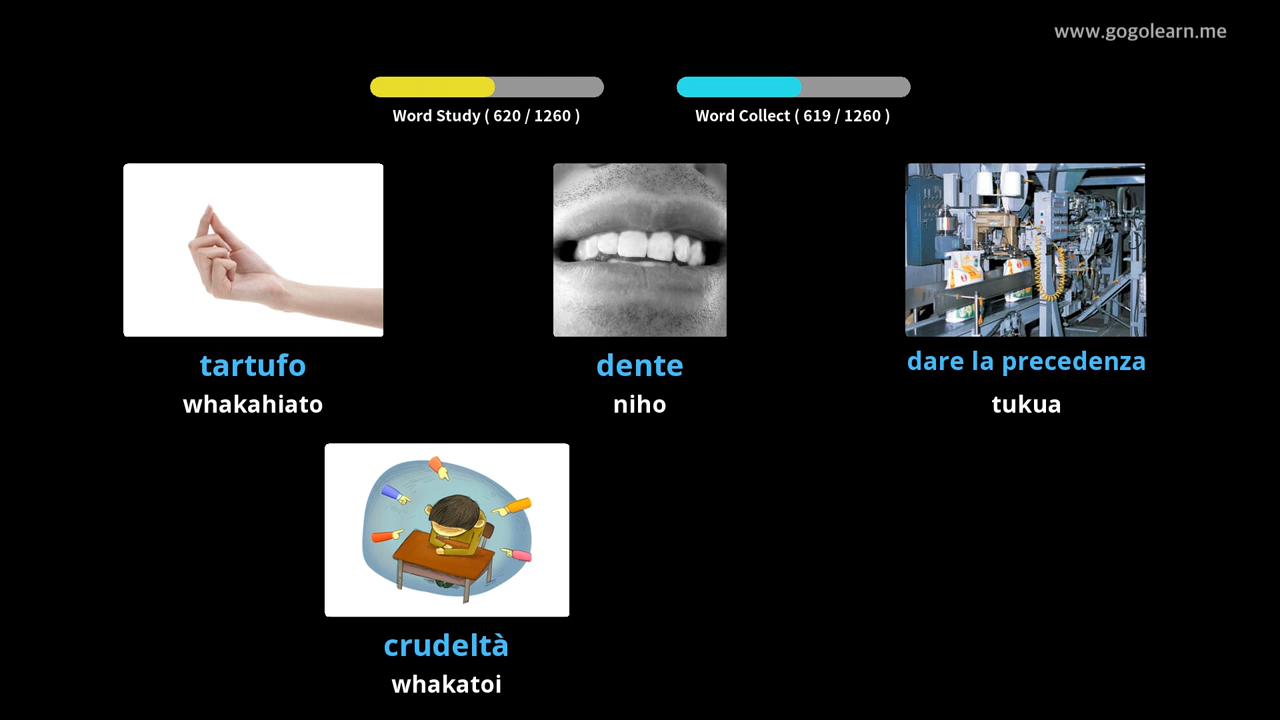 www.gogolearn.me
Word Study ( 620 / 1260 )
Word Collect ( 619 / 1260 )
tartufo
whakahiato
dente
niho
dare la precedenza
tukua
crudeltà
whakatoi